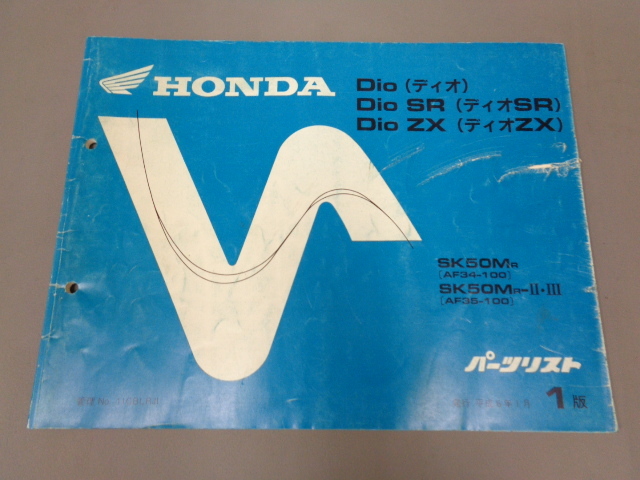 HONDA
Dio (ディオ)
Dio SR (ディオSR)
Dio ZX (ディオZX)
SK50MR
(AF34-100)
SK50MR-II・III
(AF35-100)
パーツリスト
1版